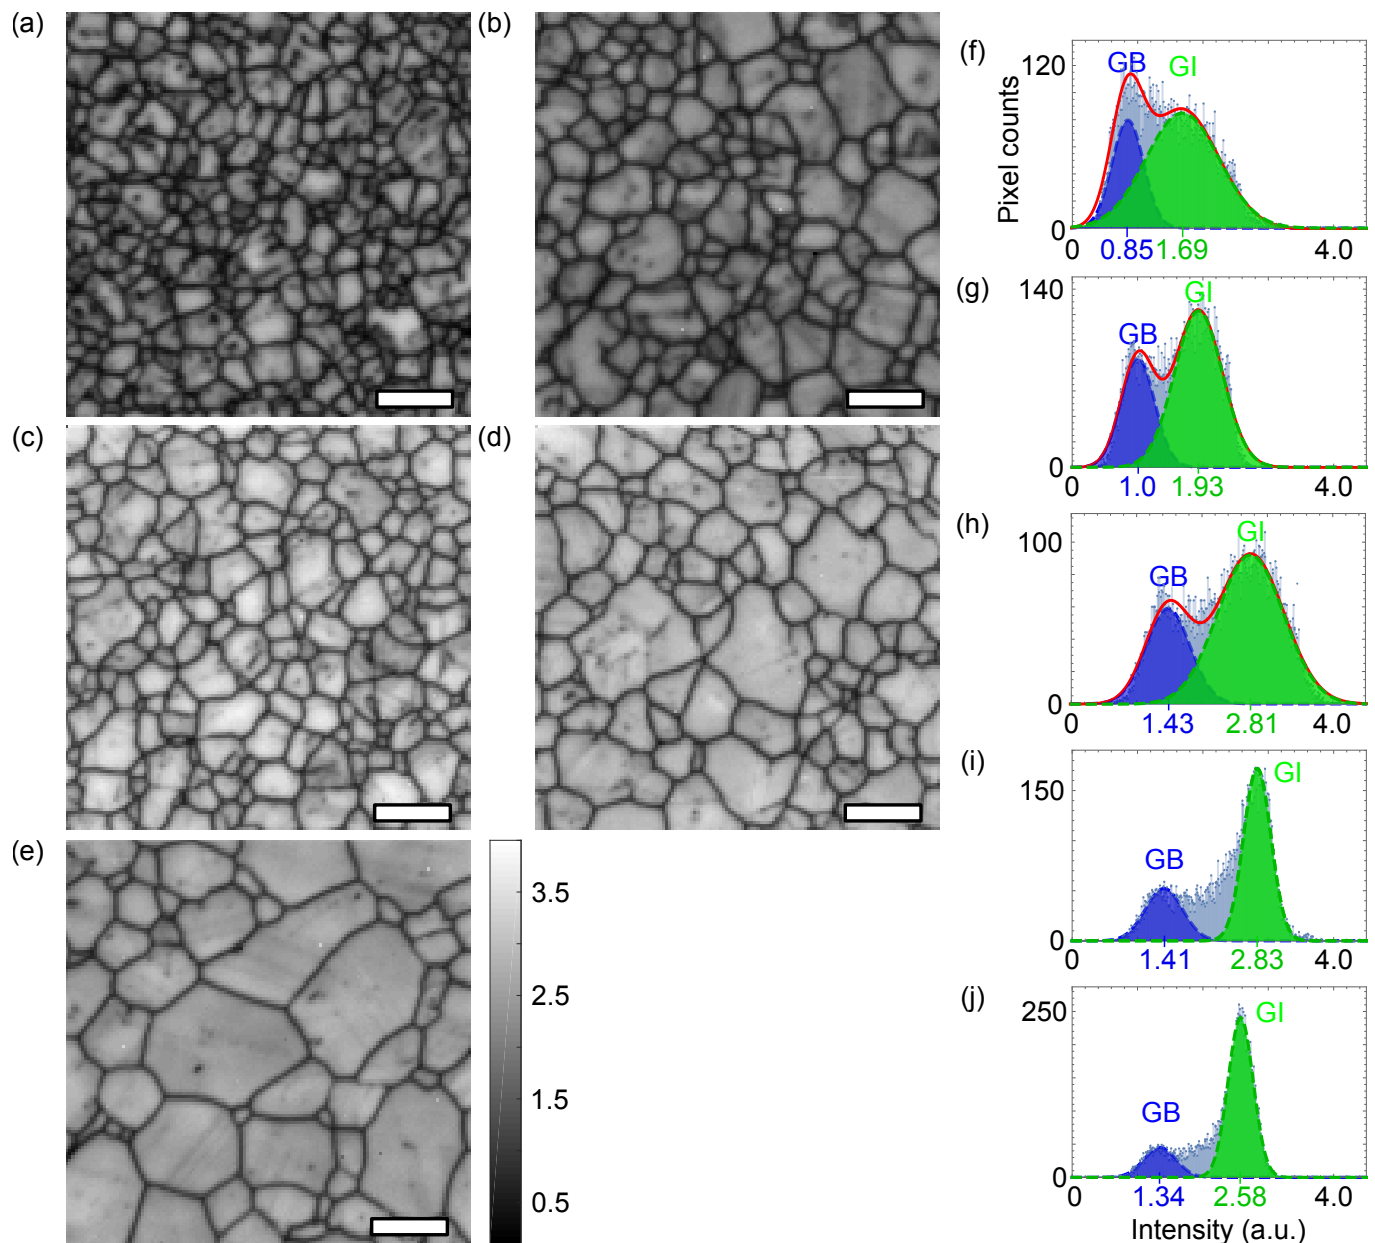 (a)
(b)
(c)
(d)
(e)
3.5
2.5
1.5
0.5
(f)
Pixel counts
120
0
GB
GI
0 0.85 1.69 4.0
(g)
140
0
GB
GI
0 1.0 1.93 4.0
(h)
100
0
GB
GI
0 1.43 2.81 4.0
(i)
150
0
GB
GI
0 1.41 2.83 4.0
(j)
250
0
GB
GI
0 1.34 2.58 4.0
Intensity (a.u.)